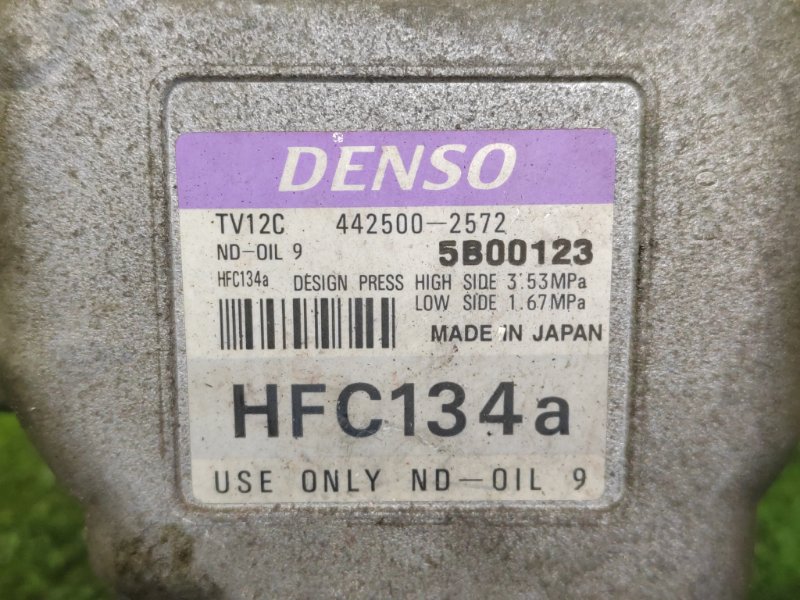 DENSO
TV12C 442500-2572
ND-OIL 9 5B00123
HFC134a DESIGN PRESS HIGH SIDE 3.53MPa
LOW SIDE 1.67MPa
MADE IN JAPAN
HFC134a
USE ONLY ND-OIL 9